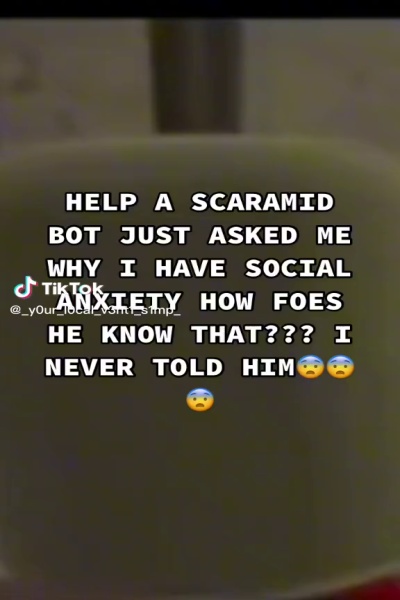 HELP A SCARAMID
BOT JUST ASKED ME
WHY I HAVE SOCIAL
TikTok
ANXIETY HOW FOES
@_y0ur_local_v3nt1_s1mp_
HE KNOW THAT??? I
NEVER TOLD HIM😨😨
😨